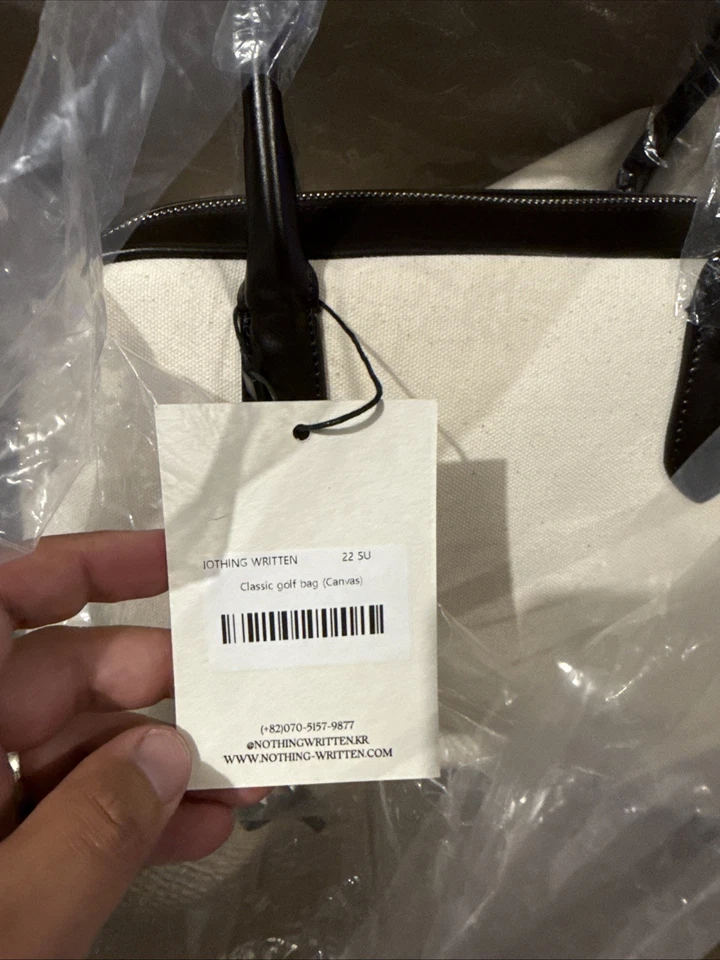 IOTHING WRITTEN 22 SU
Classic golf bag (Canvas)
(+82)070-5157-9877
@NOTHINGWRITTEN.KR
WWW.NOTHING-WRITTEN.COM